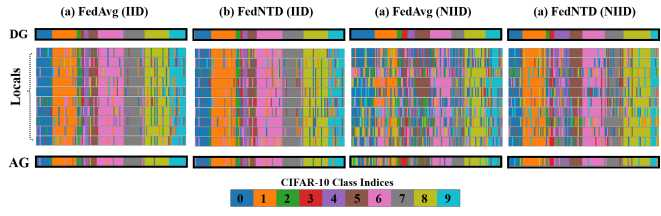 (a) FedAvg (IID) (b) FedNTD (IID) (a) FedAvg (NIID) (a) FedNTD (NIID)
DG
Locals
AG
CIFAR-10 Class Indices
0 1 2 3 4 5 6 7 8 9